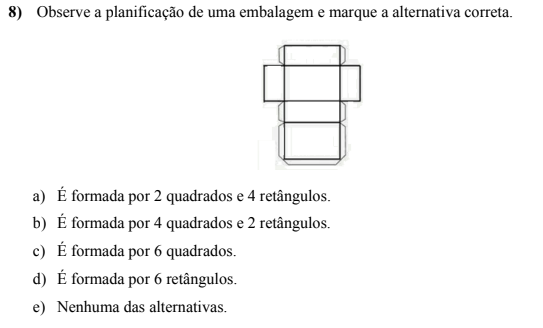 8) Observe a planificação de uma embalagem e marque a alternativa correta.
a) É formada por 2 quadrados e 4 retângulos.
b) É formada por 4 quadrados e 2 retângulos.
c) É formada por 6 quadrados.
d) É formada por 6 retângulos.
e) Nenhuma das alternativas.